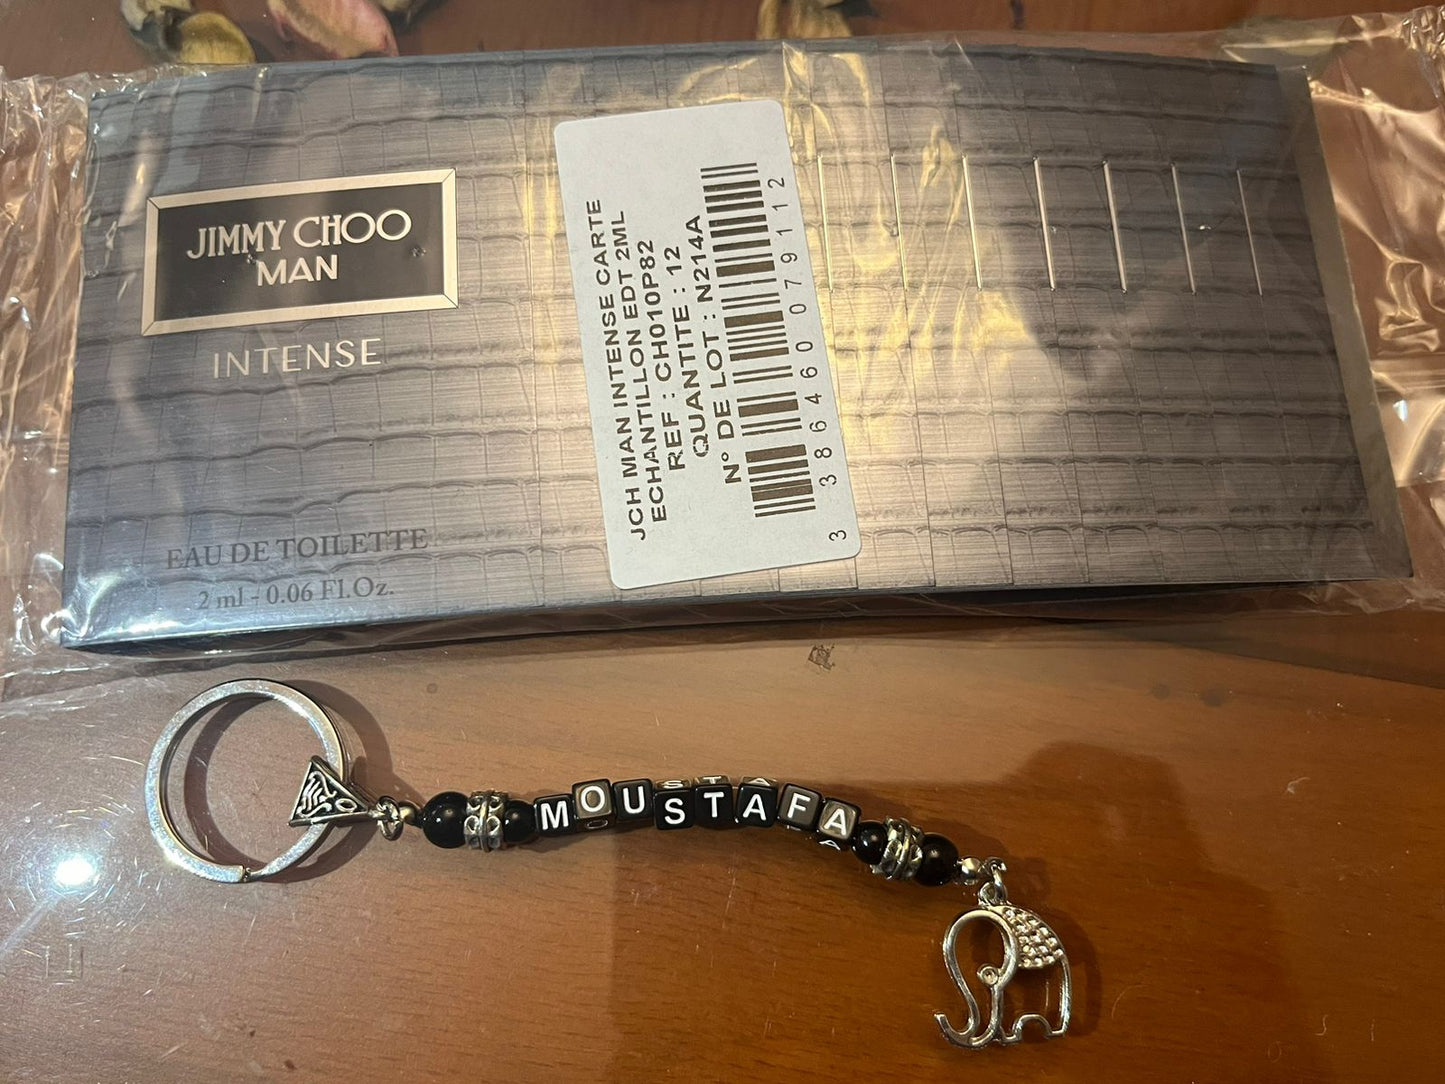 JIMMY CHOO
MAN
INTENSE
EAU DE TOILETTE
2 ml - 0.06 Fl.Oz.
JCH MAN INTENSE CARTE
ECHANTILLON EDT 2ML
REF : CH010P82
QUANTITE : 12
N° DE LOT : N214A
3 386460 079112
MOUSTAFA